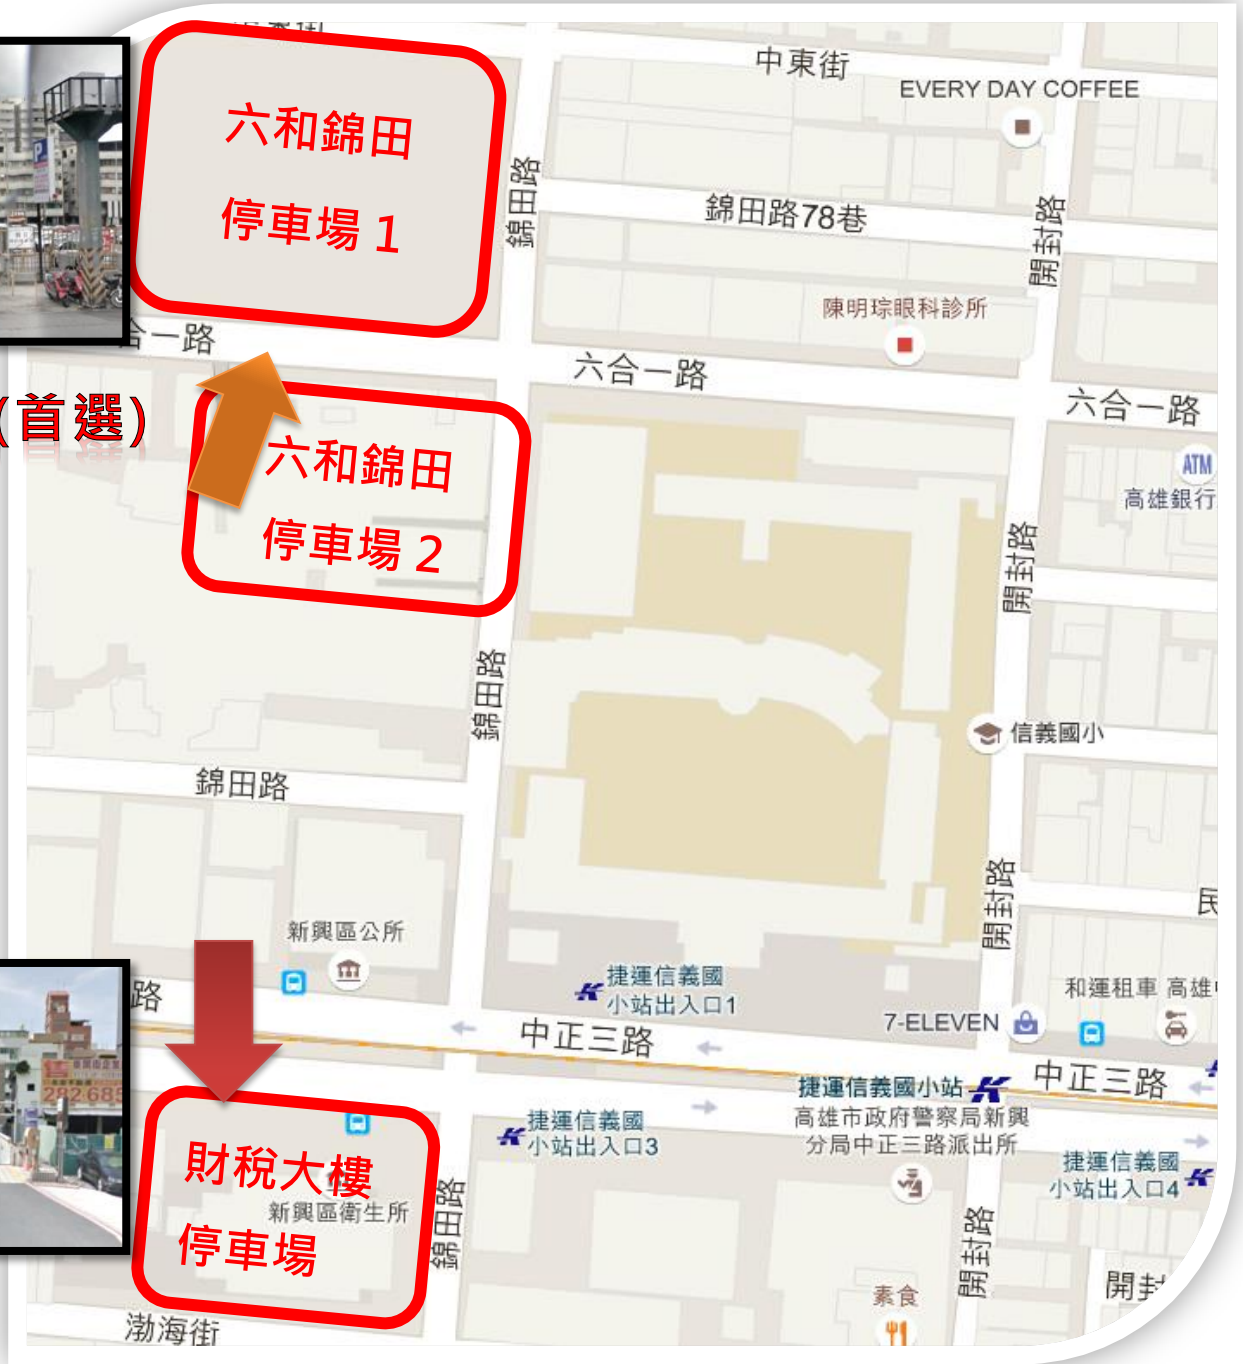 中東街
EVERY DAY COFFEE
六和錦田
停車場 1
錦田路
錦田路78巷
開封路
陳明琮眼科診所
合一路
六合一路
六合一路
(首選)
六和錦田
停車場 2
ATM
高雄銀行
開封路
錦田路
信義國小
錦田路
開封路
民
新興區公所
捷運信義國
小站出入口1
和運租車 高雄
路
7-ELEVEN
中正三路
中正三路
捷運信義國小站
高雄市政府警察局新興
分局中正三路派出所
捷運信義國
小站出入口3
捷運信義國
小站出入口4
財稅大樓
停車場
新興區衛生所
錦田路
開封路
開封
素食
渤海街
282-685
P